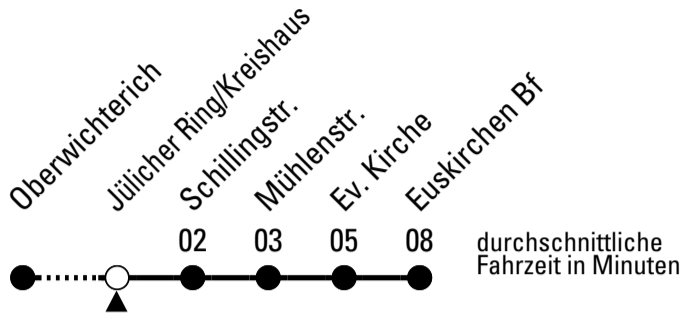 Oberwichterich
Jülicher Ring/Kreishaus
Schillingstr.
Mühlenstr.
Ev. Kirche
Euskirchen Bf
02 03 05 08
durchschnittliche
Fahrzeit in Minuten